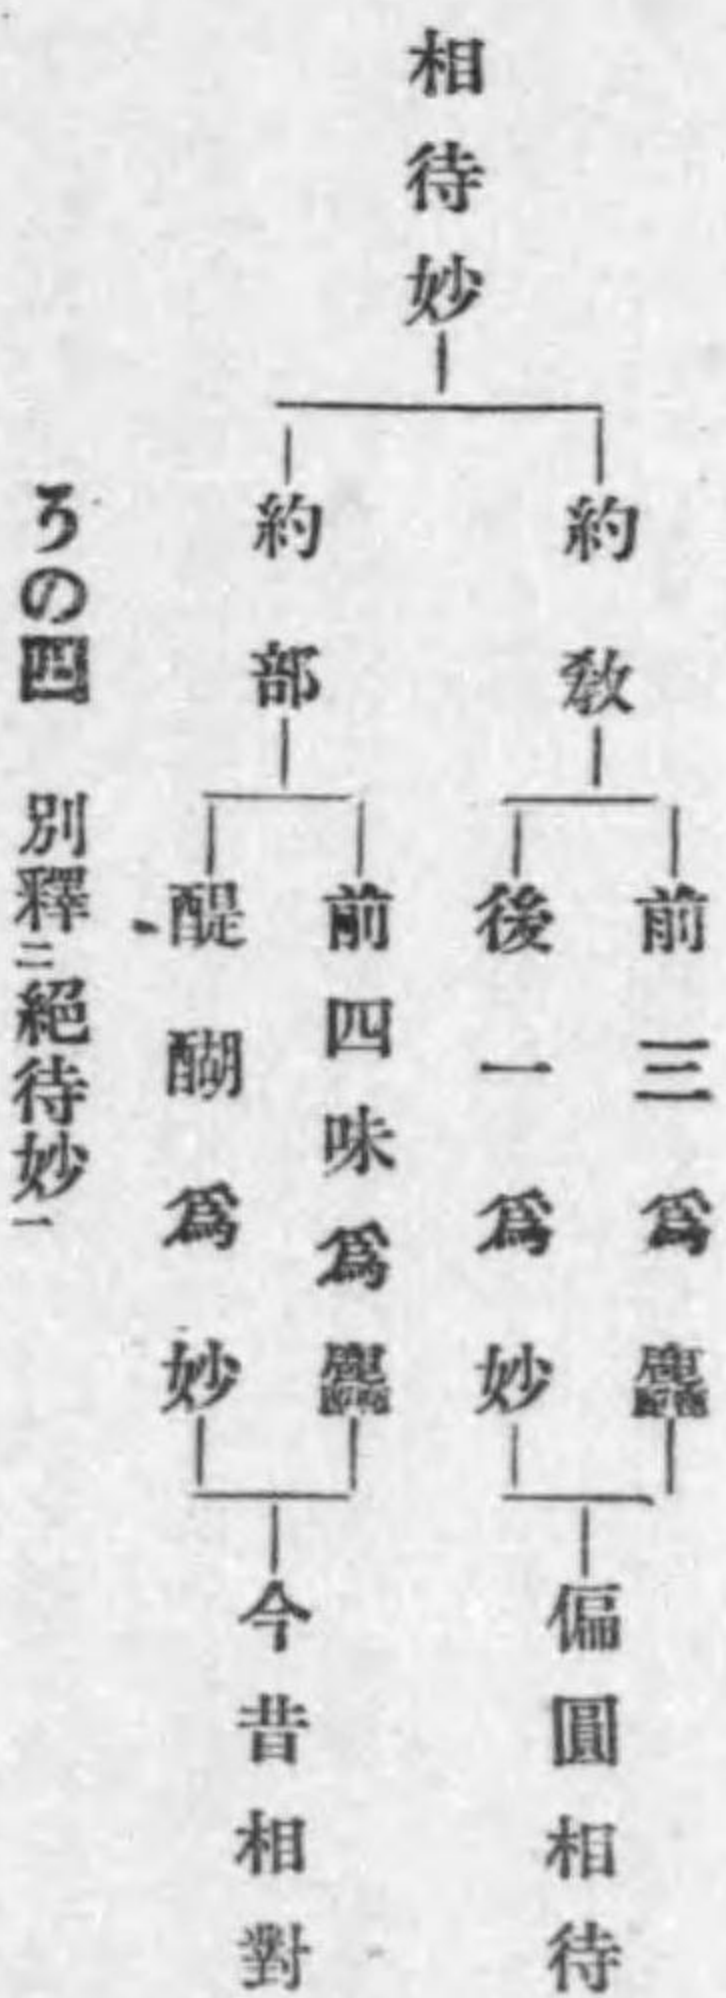 相待妙
約教
前三爲麤
後一爲妙
偏圓相待
約部
前四味爲麤
醍醐爲妙
今昔相對
ろの四　別釋二絕待妙一